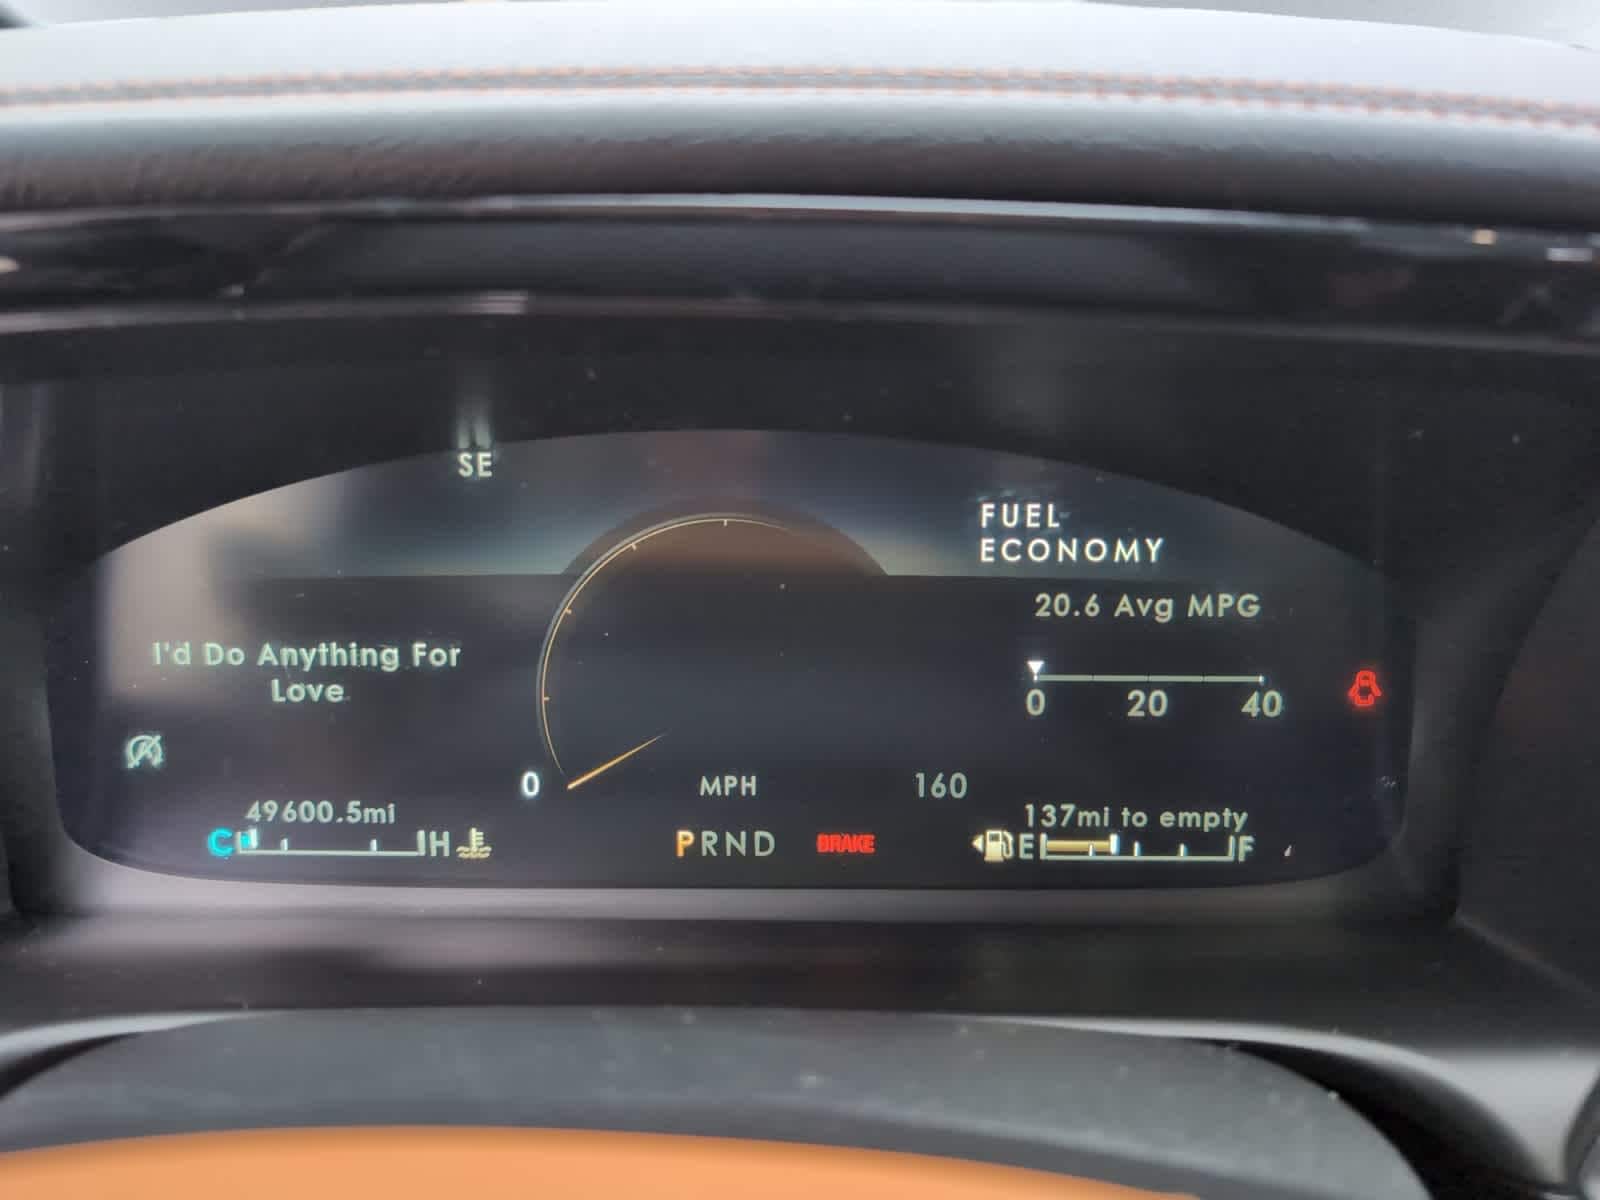 SE
FUEL
ECONOMY
20.6 Avg MPG
I'd Do Anything For
Love
0 20 40
0 MPH 160
49600.5mi
137mi to empty
C H
PRND
BRAKE
E F